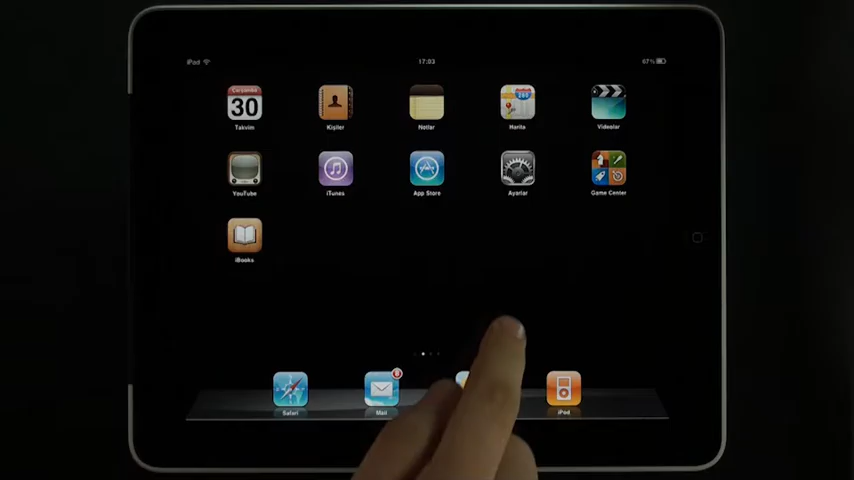 iPod 17:03 67%
Çarşamba
30
Takvim Kişiler Notlar Harita Videolar
280
YouTube iTunes App Store Ayarlar Game Center
iBooks
Safari Mail iPod